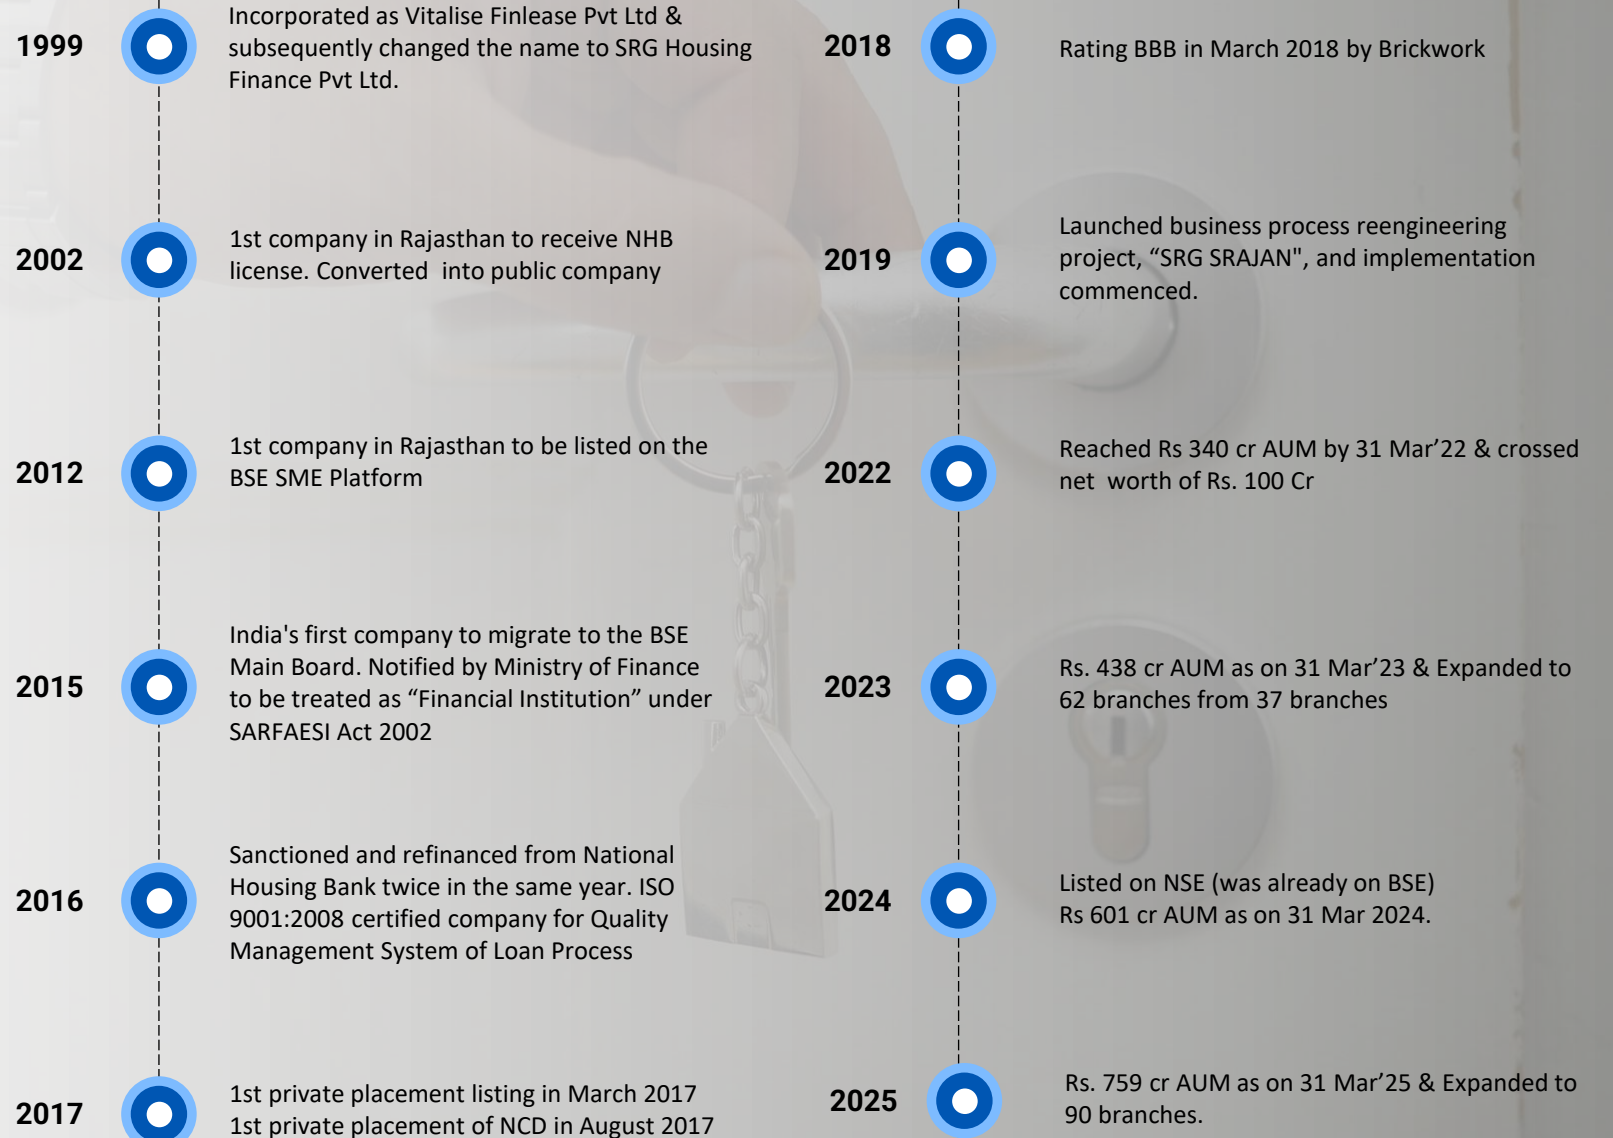 1999
Incorporated as Vitalise Finlease Pvt Ltd &
subsequently changed the name to SRG Housing
Finance Pvt Ltd.
2002
1st company in Rajasthan to receive NHB
license. Converted  into public company
2012
1st company in Rajasthan to be listed on the
BSE SME Platform
2015
India's first company to migrate to the BSE
Main Board. Notified by Ministry of Finance
to be treated as “Financial Institution” under
SARFAESI Act 2002
2016
Sanctioned and refinanced from National
Housing Bank twice in the same year. ISO
9001:2008 certified company for Quality
Management System of Loan Process
2017
1st private placement listing in March 2017
1st private placement of NCD in August 2017
2018
Rating BBB in March 2018 by Brickwork
2019
Launched business process reengineering
project, “SRG SRAJAN", and implementation
commenced.
2022
Reached Rs 340 cr AUM by 31 Mar’22 & crossed
net  worth of Rs. 100 Cr
2023
Rs. 438 cr AUM as on 31 Mar’23 & Expanded to
62 branches from 37 branches
2024
Listed on NSE (was already on BSE)
Rs 601 cr AUM as on 31 Mar 2024.
2025
Rs. 759 cr AUM as on 31 Mar’25 & Expanded to
90 branches.